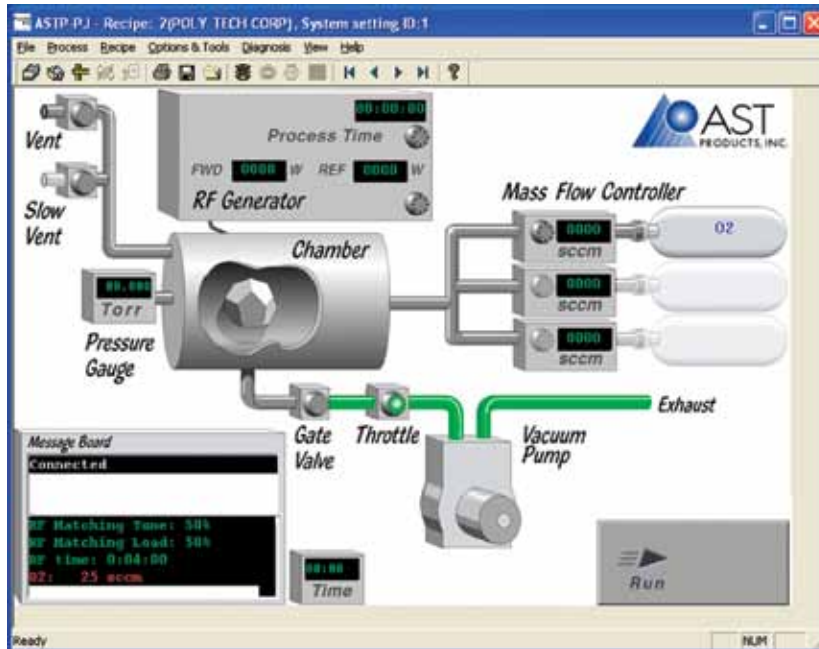 ASTP-PJ - Recipe: 7(POLY TECH CORP), System setting ID:1
File Process Recipe Options & Tools Diagnosis View Help
Vent
Slow
Vent
00:00:00
Process Time
FWD 0000 W REF 0000 W
RF Generator
AST
PRODUCTS, INC.
Mass Flow Controller
0000
sccm
O2
0000
sccm
0000
sccm
Chamber
00.000
Torr
Pressure
Gauge
Gate
Valve
Throttle
Vacuum
Pump
Exhaust
Message Board
Connected
RF Matching Tune: 50%
RF Matching Load: 50%
RF time: 0:04:00
O2: 25 sccm
00:00
Time
Run
Ready
NUM